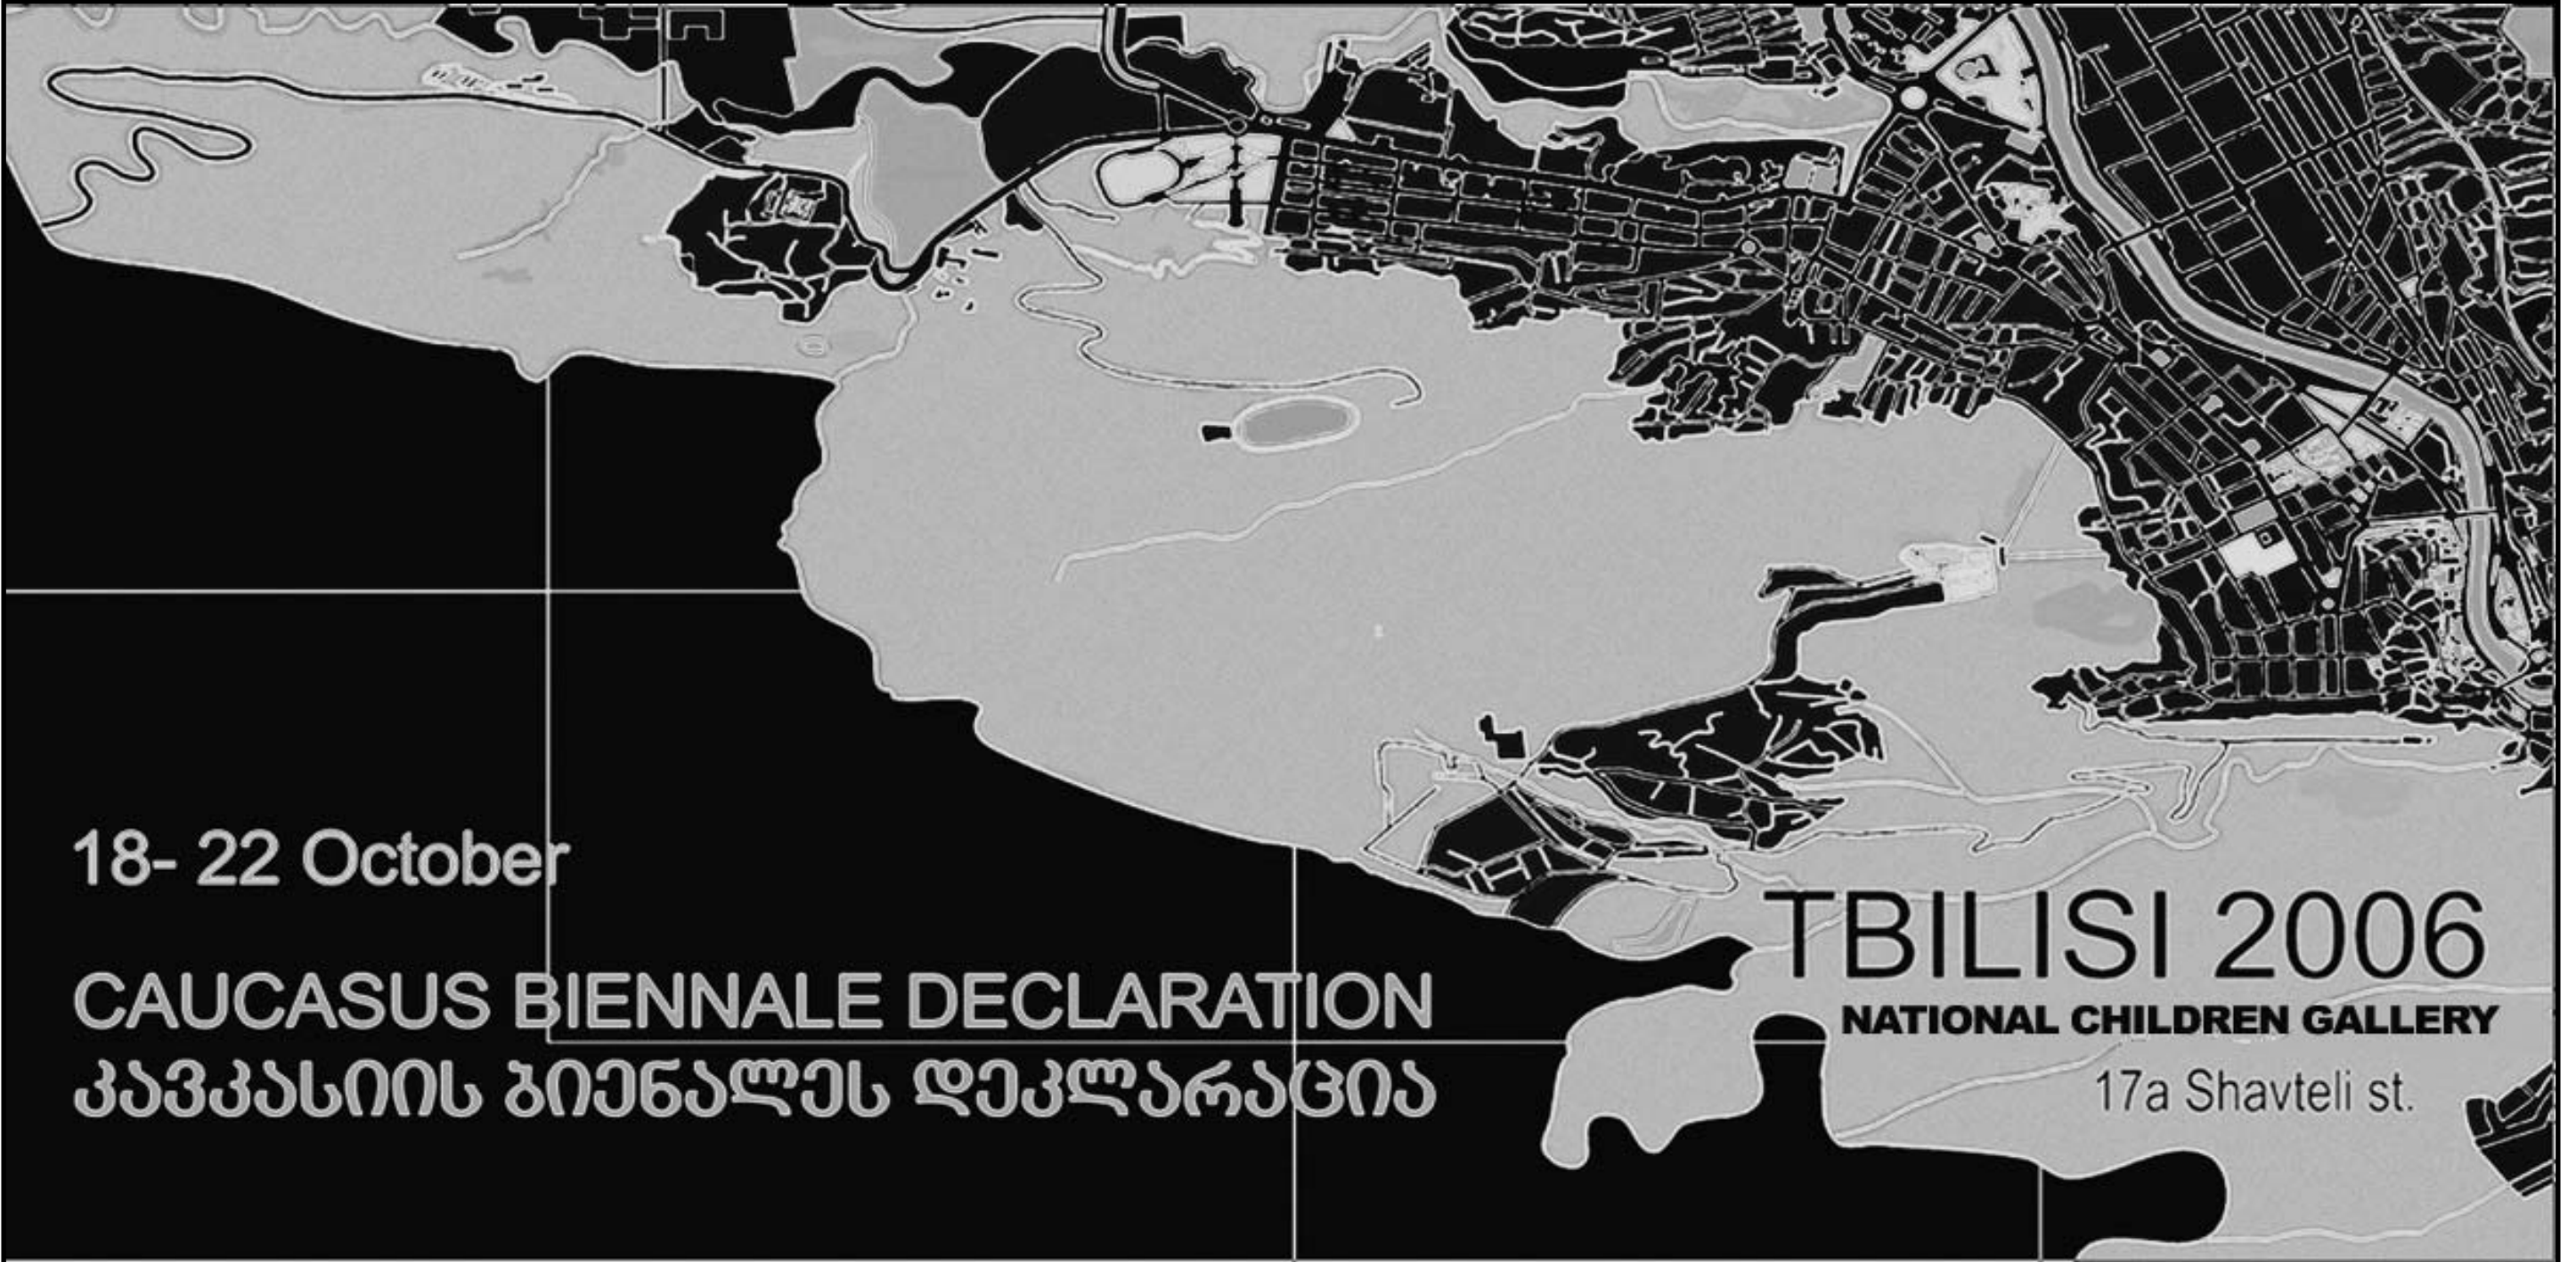 18- 22 October
CAUCASUS BIENNALE DECLARATION
კავკასიის ბიენალეს დეკლარაცია
TBILISI 2006
NATIONAL CHILDREN GALLERY
17a Shavteli st.